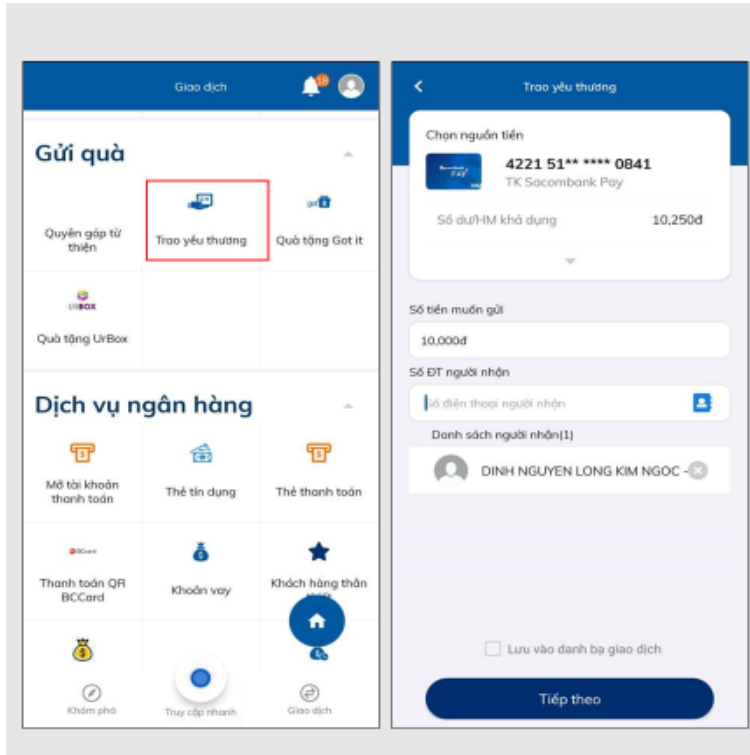 Giao dịch
18
Gửi quà
Quyên góp từ
thiện
Trao yêu thương
Quà tặng Got it
URBOX
Quà tặng UrBox
Dịch vụ ngân hàng
Mở tài khoản
thanh toán
Thẻ tín dụng
Thẻ thanh toán
BCcard
Thanh toán QR
BCCard
Khoản vay
Khách hàng thân
Khám phá
Truy cập nhanh
Giao dịch
Trao yêu thương
Chọn nguồn tiền
Pay
4221 51** **** 0841
TK Sacombank Pay
Số dư/HM khả dụng
10,250đ
Số tiền muốn gửi
10,000đ
Số ĐT người nhận
Số điện thoại người nhận
Danh sách người nhận(1)
DINH NGUYEN LONG KIM NGOC -
Lưu vào danh bạ giao dịch
Tiếp theo